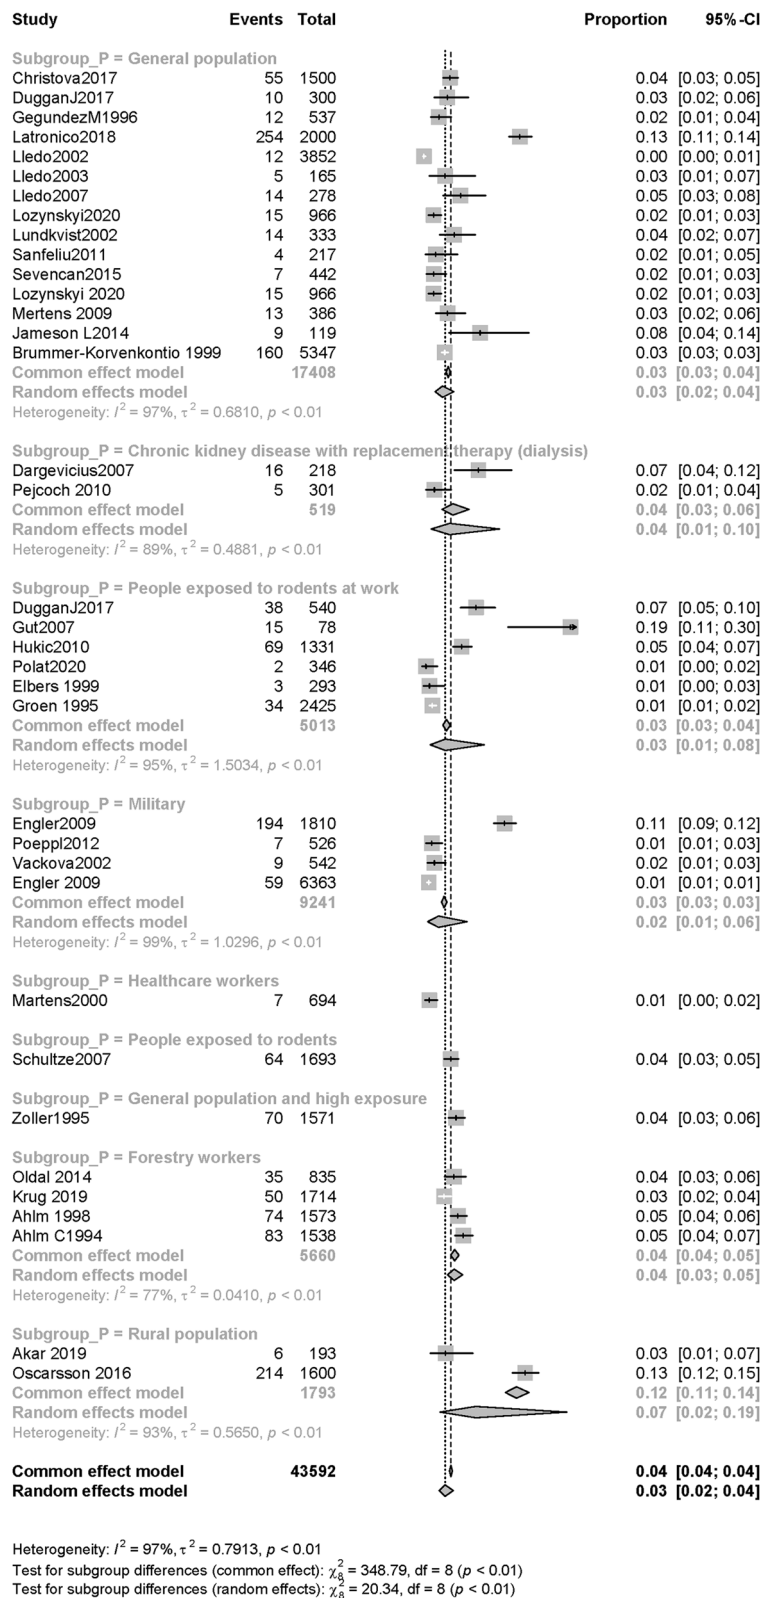 Study Events Total Proportion 95%-CI
Subgroup_P = General population
Christova2017 55 1500 0.04 [0.03; 0.05]
DugganJ2017 10 300 0.03 [0.02; 0.06]
GegundezM1996 12 537 0.02 [0.01; 0.04]
Latronico2018 254 2000 0.13 [0.11; 0.14]
Lledo2002 12 3852 0.00 [0.00; 0.01]
Lledo2003 5 165 0.03 [0.01; 0.07]
Lledo2007 14 278 0.05 [0.03; 0.08]
Lozynskyi2020 15 966 0.02 [0.01; 0.03]
Lundkvist2002 14 333 0.04 [0.02; 0.07]
Sanfeliu2011 4 217 0.02 [0.01; 0.05]
Sevencan2015 7 442 0.02 [0.01; 0.03]
Lozynskyi 2020 15 966 0.02 [0.01; 0.03]
Mertens 2009 13 386 0.03 [0.02; 0.06]
Jameson L2014 9 119 0.08 [0.04; 0.14]
Brummer-Korvenkontio 1999 160 5347 0.03 [0.03; 0.03]
Common effect model 17408 0.03 [0.03; 0.04]
Random effects model 0.03 [0.02; 0.04]
Heterogeneity: I² = 97%, τ² = 0.6810, p < 0.01
Subgroup_P = Chronic kidney disease with replacement therapy (dialysis)
Dargevicius2007 16 218 0.07 [0.04; 0.12]
Pejcoch 2010 5 301 0.02 [0.01; 0.04]
Common effect model 519 0.04 [0.03; 0.06]
Random effects model 0.04 [0.01; 0.10]
Heterogeneity: I² = 89%, τ² = 0.4881, p < 0.01
Subgroup_P = People exposed to rodents at work
DugganJ2017 38 540 0.07 [0.05; 0.10]
Gut2007 15 78 0.19 [0.11; 0.30]
Hukic2010 69 1331 0.05 [0.04; 0.07]
Polat2020 2 346 0.01 [0.00; 0.02]
Elbers 1999 3 293 0.01 [0.00; 0.03]
Groen 1995 34 2425 0.01 [0.01; 0.02]
Common effect model 5013 0.03 [0.03; 0.04]
Random effects model 0.03 [0.01; 0.08]
Heterogeneity: I² = 95%, τ² = 1.5034, p < 0.01
Subgroup_P = Military
Engler2009 194 1810 0.11 [0.09; 0.12]
Poeppl2012 7 526 0.01 [0.01; 0.03]
Vackova2002 9 542 0.02 [0.01; 0.03]
Engler 2009 59 6363 0.01 [0.01; 0.01]
Common effect model 9241 0.03 [0.03; 0.03]
Random effects model 0.02 [0.01; 0.06]
Heterogeneity: I² = 99%, τ² = 1.0296, p < 0.01
Subgroup_P = Healthcare workers
Martens2000 7 694 0.01 [0.00; 0.02]
Subgroup_P = People exposed to rodents
Schultze2007 64 1693 0.04 [0.03; 0.05]
Subgroup_P = General population and high exposure
Zoller1995 70 1571 0.04 [0.03; 0.06]
Subgroup_P = Forestry workers
Oldal 2014 35 835 0.04 [0.03; 0.06]
Krug 2019 50 1714 0.03 [0.02; 0.04]
Ahlm 1998 74 1573 0.05 [0.04; 0.06]
Ahlm C1994 83 1538 0.05 [0.04; 0.07]
Common effect model 5660 0.04 [0.04; 0.05]
Random effects model 0.04 [0.03; 0.05]
Heterogeneity: I² = 77%, τ² = 0.0410, p < 0.01
Subgroup_P = Rural population
Akar 2019 6 193 0.03 [0.01; 0.07]
Oscarsson 2016 214 1600 0.13 [0.12; 0.15]
Common effect model 1793 0.12 [0.11; 0.14]
Random effects model 0.07 [0.02; 0.19]
Heterogeneity: I² = 93%, τ² = 0.5650, p < 0.01
Common effect model 43592 0.04 [0.04; 0.04]
Random effects model 0.03 [0.02; 0.04]
Heterogeneity: I² = 97%, τ² = 0.7913, p < 0.01
Test for subgroup differences (common effect): χ²₈ = 348.79, df = 8 (p < 0.01)
Test for subgroup differences (random effects): χ²₈ = 20.34, df = 8 (p < 0.01)